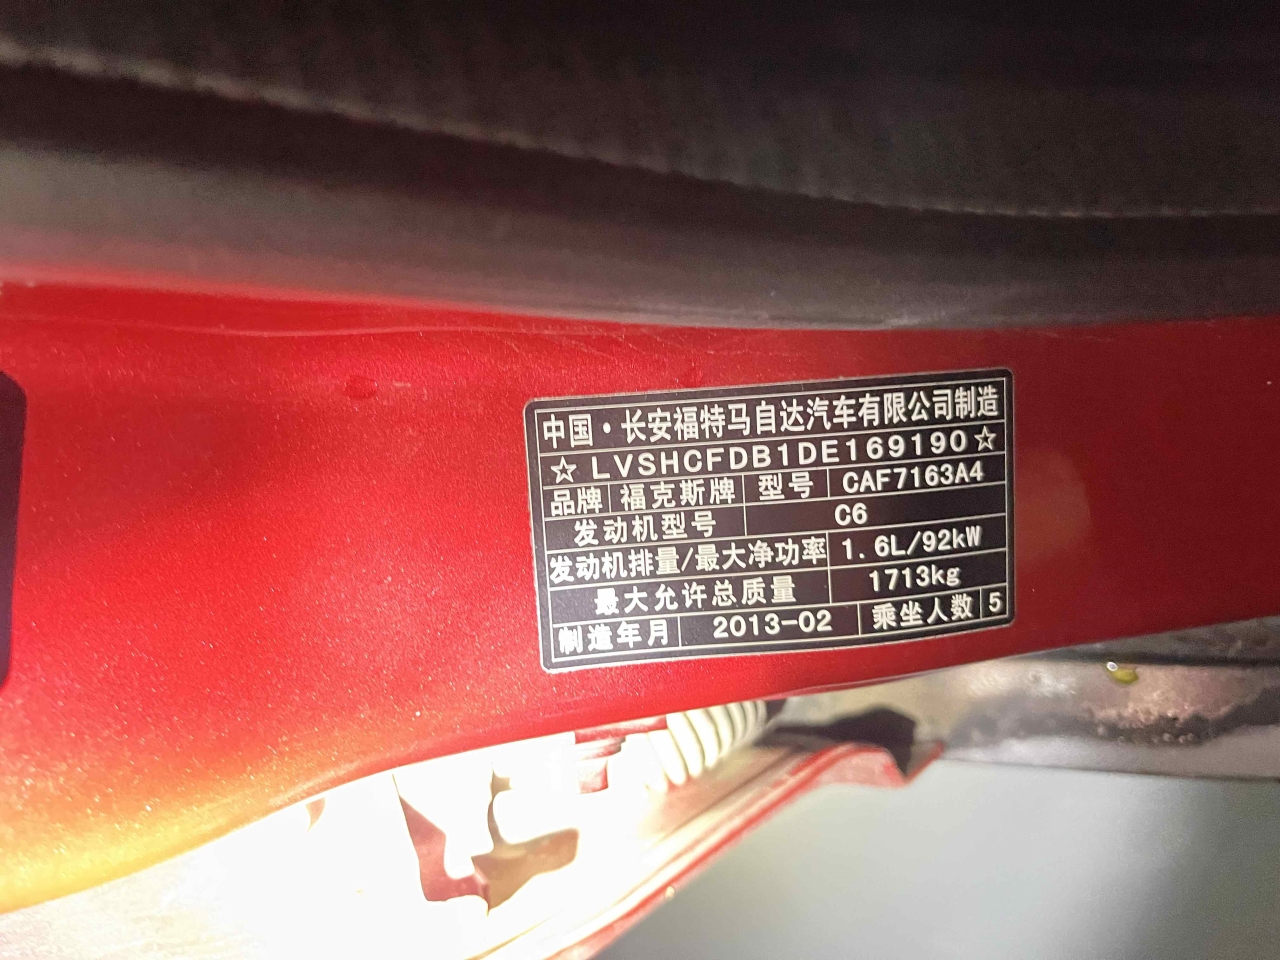 中国·长安福特马自达汽车有限公司制造
☆LVSHCFDB1DE169190☆
品牌 福克斯牌 型号 CAF7163A4
发动机型号 C6
发动机排量/最大净功率 1.6L/92kW
最大允许总质量 1713kg
制造年月 2013-02 乘坐人数 5